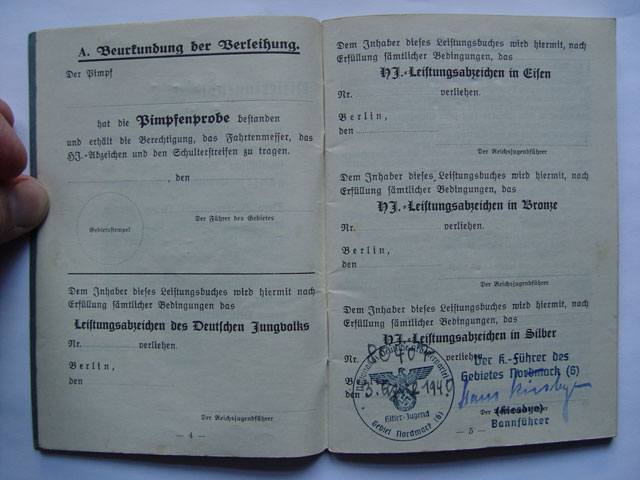 A. Beurkundung der Verleihung.
Der Pimpf
hat die Pimpfenprobe bestanden
und erhält die Berechtigung, das Fahrtenmesser, das
HJ.-Abzeichen und den Schulterstreifen zu tragen.
, den
Der Führer des Gebietes
Gebietsstempel
Dem Inhaber dieses Leistungsbuches wird hiermit nach
Erfüllung sämtlicher Bedingungen das
Leistungsabzeichen des Deutschen Jungvolks
Nr. verliehen.
Berlin,
den
Der Reichsjugendführer
— 4 —
Dem Inhaber dieses Leistungsbuches wird hiermit, nach
Erfüllung sämtlicher Bedingungen, das
HJ.-Leistungsabzeichen in Eisen
Nr. verliehen.
Berlin,
den
Der Reichsjugendführer
Dem Inhaber dieses Leistungsbuches wird hiermit, nach
Erfüllung sämtlicher Bedingungen, das
HJ.-Leistungsabzeichen in Bronze
Nr. verliehen.
Berlin,
den
Der Reichsjugendführer
Dem Inhaber dieses Leistungsbuches wird hiermit, nach
Erfüllung sämtlicher Bedingungen, das
HJ.-Leistungsabzeichen in Silber
Nr. verliehen.
Der K.-Führer des
Gebietes Nordmark (6)
Berlin,
den
Hitler-Jugend
Gebiet Nordmark (6)
Der
(Kiesbye)
Bannführer
— 5 —